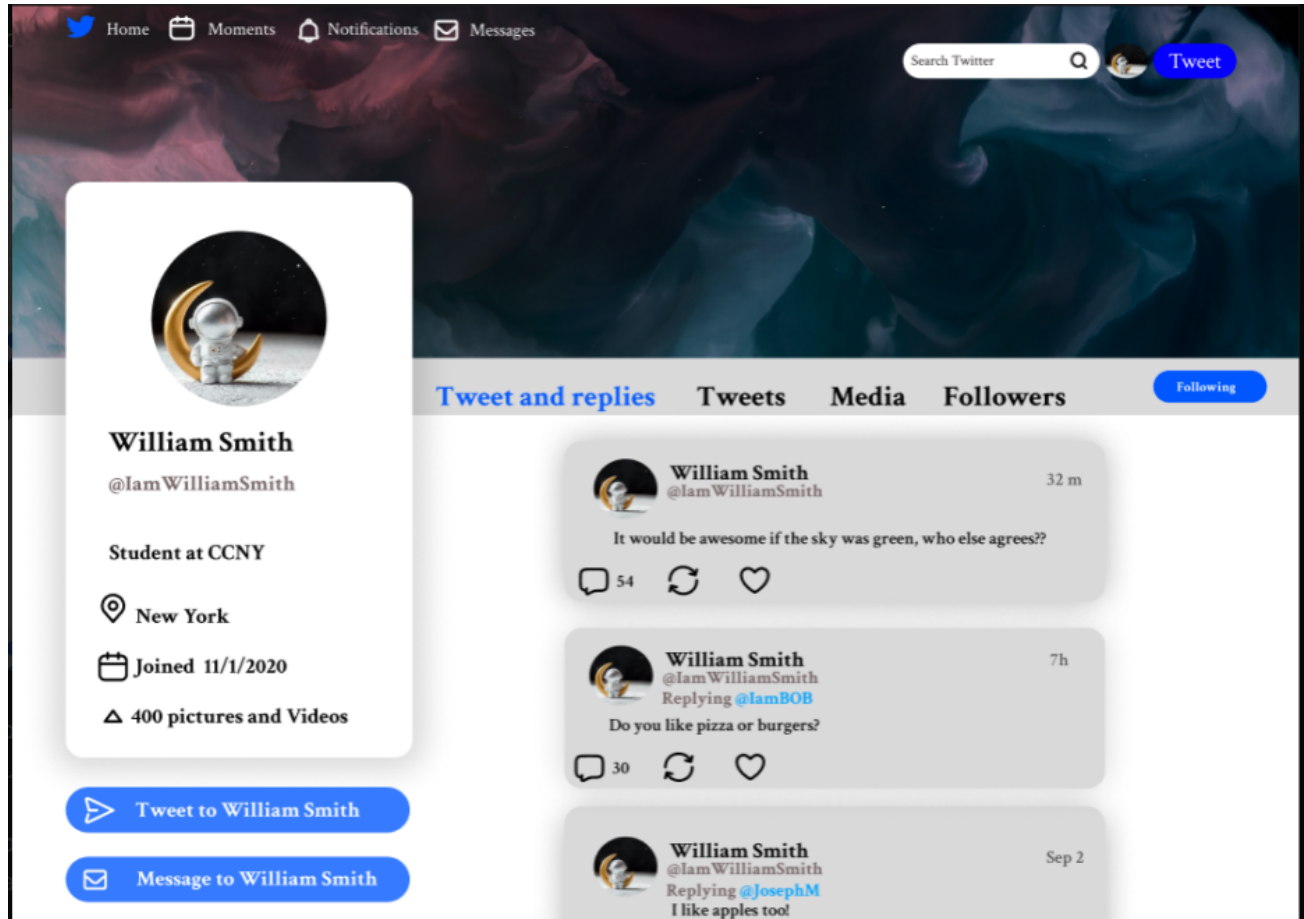 Home Moments Notifications Messages
Search Twitter Tweet
Tweet and replies Tweets Media Followers Following
William Smith
@IamWilliamSmith
Student at CCNY
New York
Joined 11/1/2020
400 pictures and Videos
Tweet to William Smith
Message to William Smith
William Smith
@IamWilliamSmith
32 m
It would be awesome if the sky was green, who else agrees??
54
William Smith
@IamWilliamSmith
7h
Replying @IamBOB
Do you like pizza or burgers?
30
William Smith
@IamWilliamSmith
Sep 2
Replying @JosephM
I like apples too!